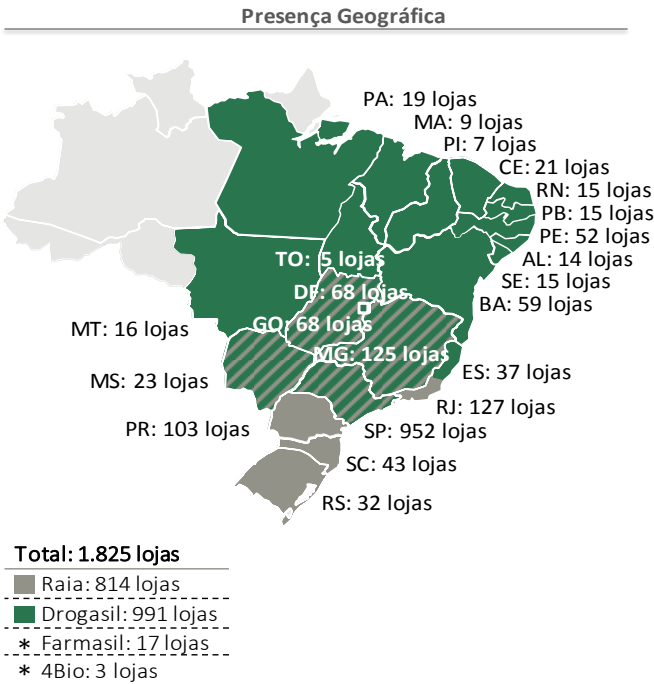 Presença Geográfica
PA: 19 lojas
MA: 9 lojas
PI: 7 lojas
CE: 21 lojas
RN: 15 lojas
PB: 15 lojas
PE: 52 lojas
AL: 14 lojas
SE: 15 lojas
BA: 59 lojas
TO: 5 lojas
DF: 68 lojas
GO: 68 lojas
MT: 16 lojas
MG: 125 lojas
MS: 23 lojas
ES: 37 lojas
RJ: 127 lojas
PR: 103 lojas
SP: 952 lojas
SC: 43 lojas
RS: 32 lojas
Total: 1.825 lojas
Raia: 814 lojas
Drogasil: 991 lojas
* Farmasil: 17 lojas
* 4Bio: 3 lojas